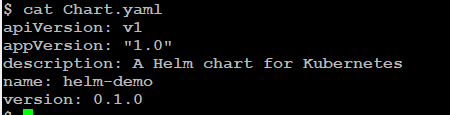 $ cat Chart.yaml
apiVersion: v1
appVersion: "1.0"
description: A Helm chart for Kubernetes
name: helm-demo
version: 0.1.0
$